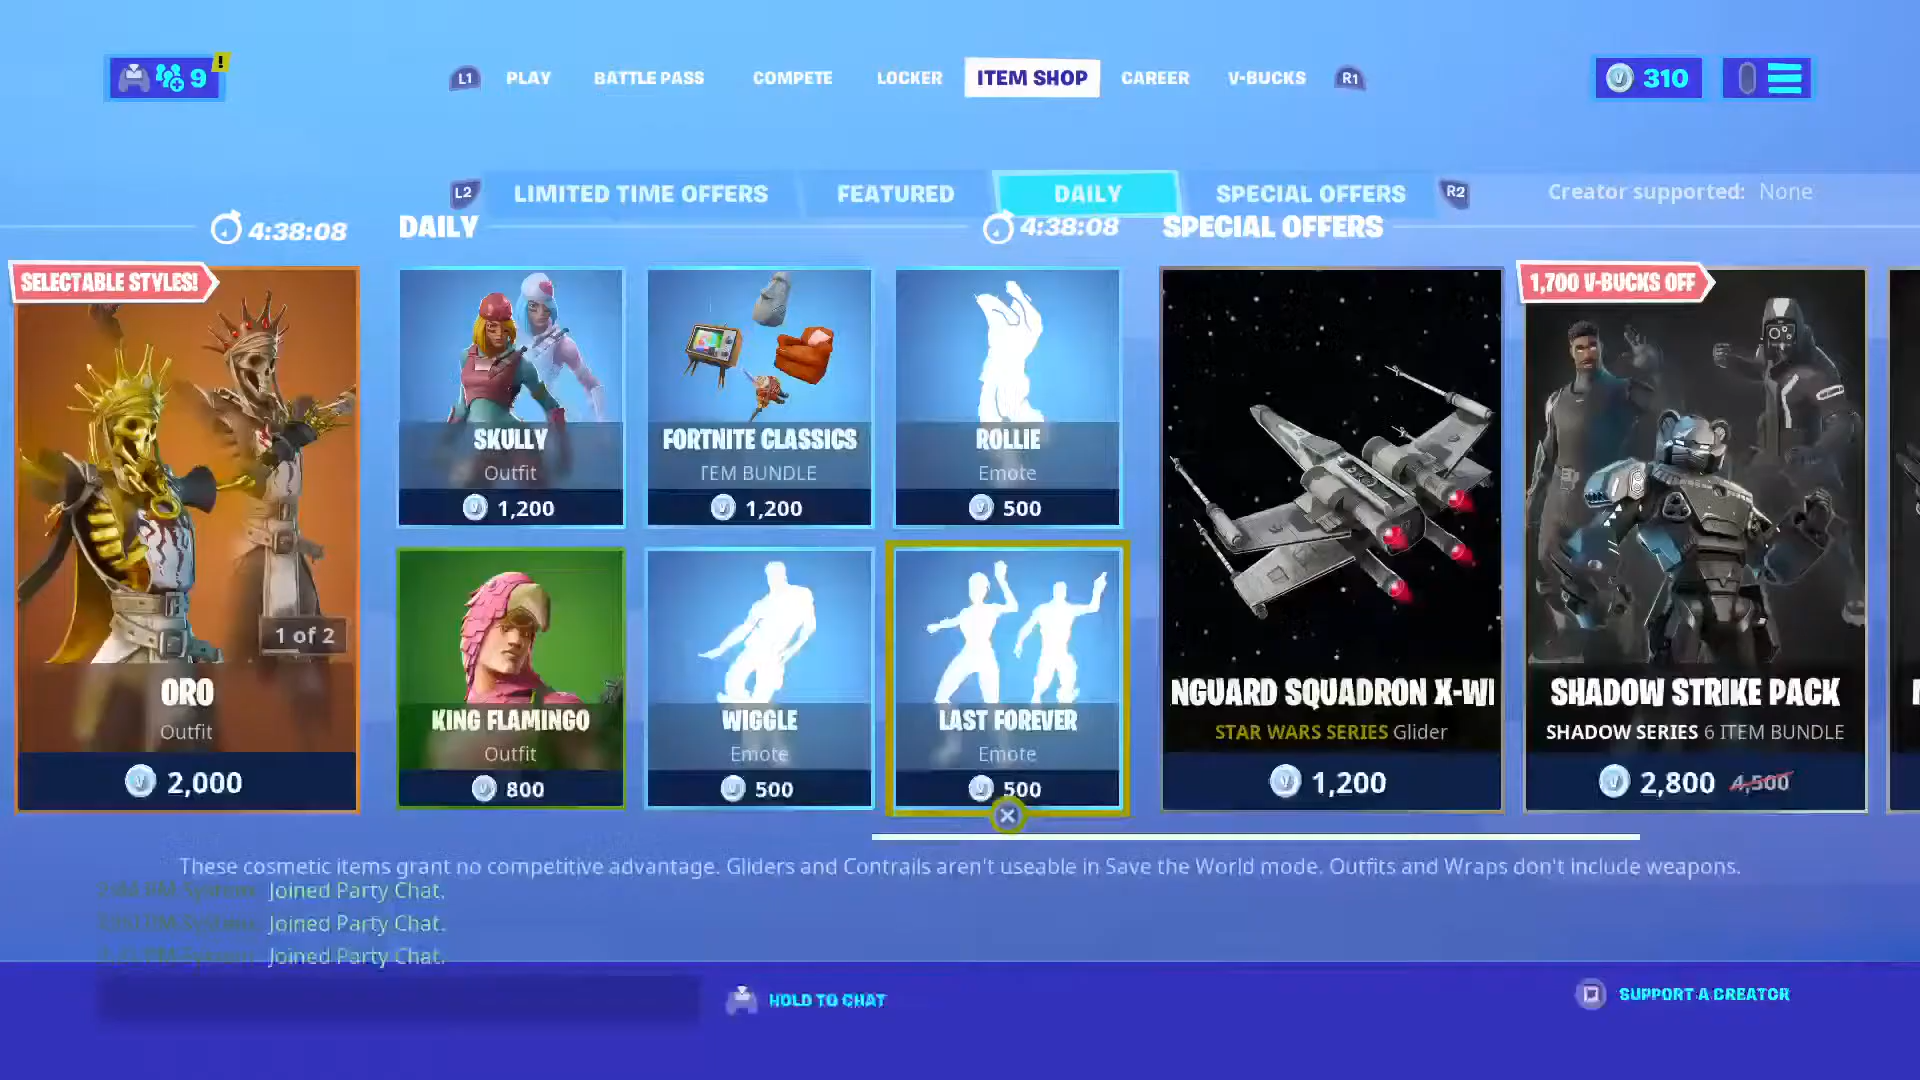 9
!
L1
PLAY
BATTLE PASS
COMPETE
LOCKER
ITEM SHOP
CAREER
V-BUCKS
R1
310
L2
LIMITED TIME OFFERS
FEATURED
DAILY
SPECIAL OFFERS
R2
Creator supported: None
4:38:08
DAILY
4:38:08
SPECIAL OFFERS
SELECTABLE STYLES!
1 of 2
ORO
Outfit
2,000
SKULLY
Outfit
1,200
FORTNITE CLASSICS
TEM BUNDLE
1,200
ROLLIE
Emote
500
KING FLAMINGO
Outfit
800
WIGGLE
Emote
500
LAST FOREVER
Emote
500
NGUARD SQUADRON X-WI
STAR WARS SERIES Glider
1,200
1,700 V-BUCKS OFF
SHADOW STRIKE PACK
SHADOW SERIES 6 ITEM BUNDLE
2,800 4,500
These cosmetic items grant no competitive advantage. Gliders and Contrails aren't useable in Save the World mode. Outfits and Wraps don't include weapons.
Joined Party Chat.
Joined Party Chat.
Joined Party Chat.
HOLD TO CHAT
SUPPORT A CREATOR